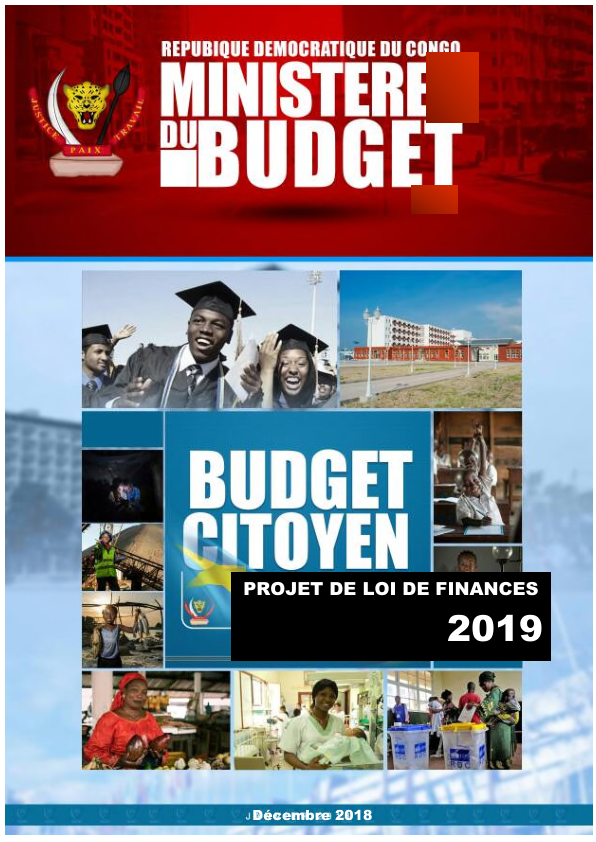 REPUBIQUE DEMOCRATIQUE DU CONGO
MINISTERE
DU BUDGET
JUSTICE
PAIX
TRAVAIL
BUDGET
CITOYEN
PROJET DE LOI DE FINANCES
2019
Décembre 2018